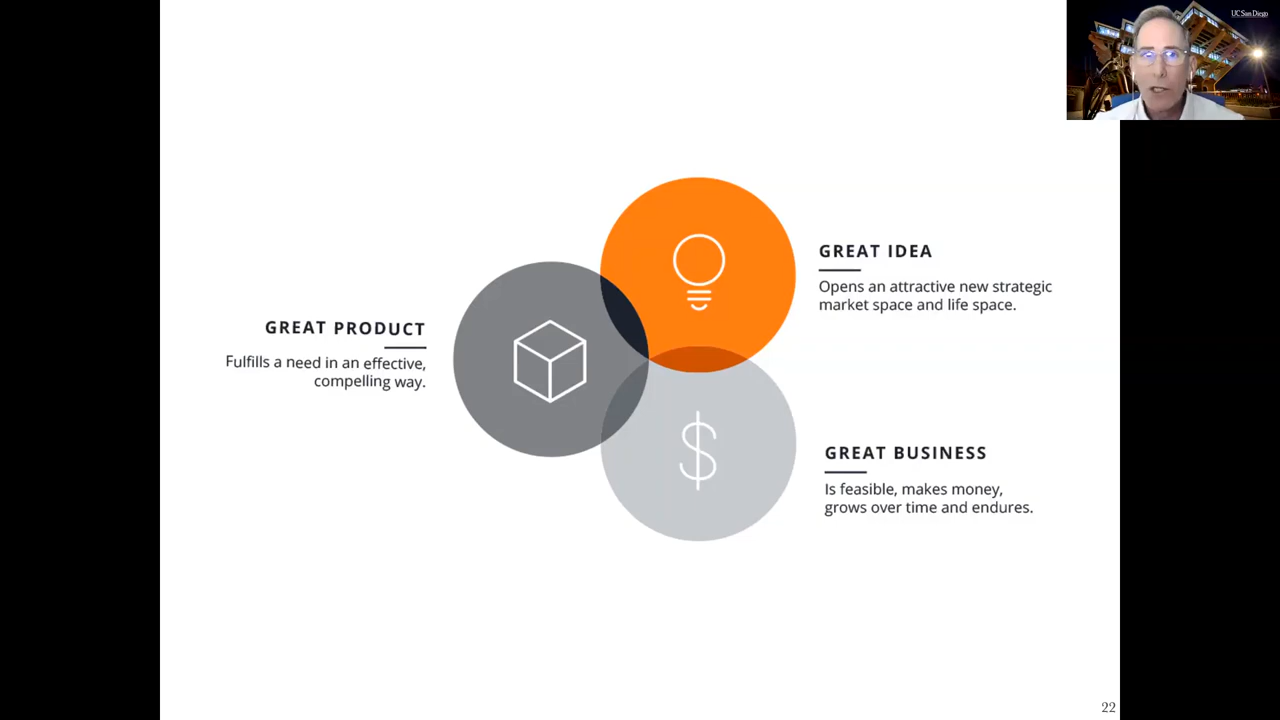 UC San Diego
GREAT IDEA
Opens an attractive new strategic
market space and life space.
GREAT PRODUCT
Fulfills a need in an effective,
compelling way.
GREAT BUSINESS
Is feasible, makes money,
grows over time and endures.
22